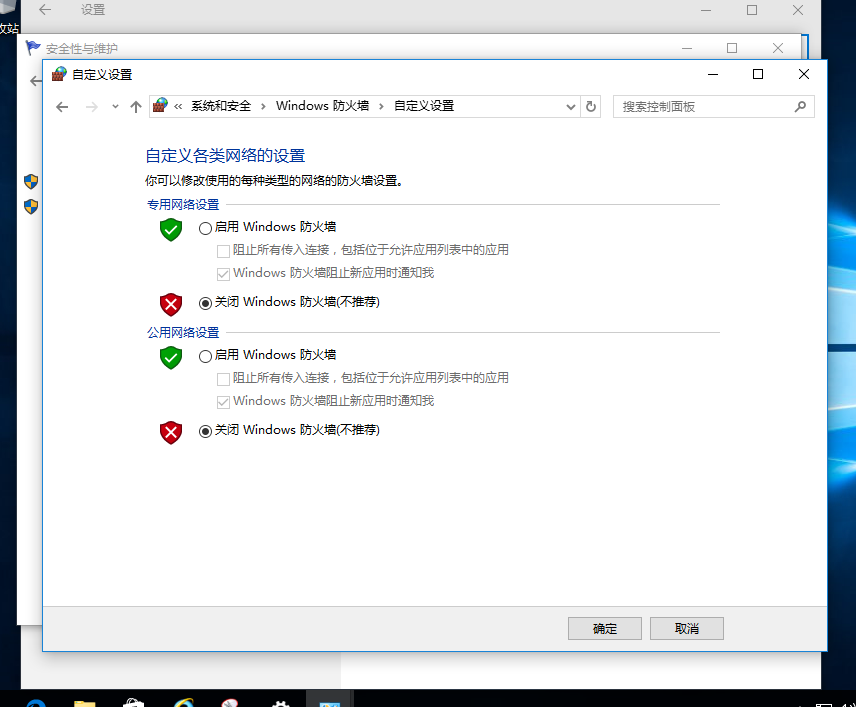 设置
收站
安全性与维护
自定义设置
« 系统和安全 › Windows 防火墙 › 自定义设置
搜索控制面板
自定义各类网络的设置
你可以修改使用的每种类型的网络的防火墙设置。
专用网络设置
启用 Windows 防火墙
阻止所有传入连接，包括位于允许应用列表中的应用
Windows 防火墙阻止新应用时通知我
关闭 Windows 防火墙(不推荐)
公用网络设置
启用 Windows 防火墙
阻止所有传入连接，包括位于允许应用列表中的应用
Windows 防火墙阻止新应用时通知我
关闭 Windows 防火墙(不推荐)
确定
取消